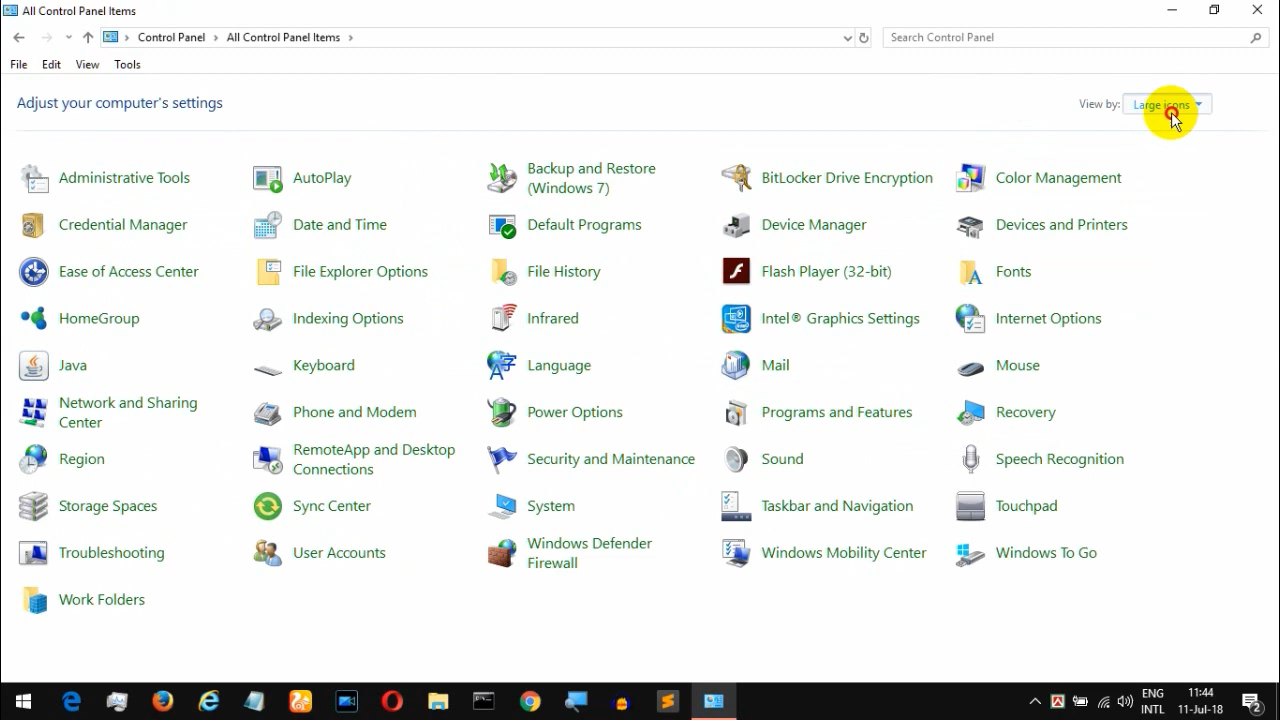 All Control Panel Items
Control Panel > All Control Panel Items >
Search Control Panel
File Edit View Tools
Adjust your computer's settings
View by: Large icons
Administrative Tools
AutoPlay
Backup and Restore
(Windows 7)
BitLocker Drive Encryption
Color Management
Credential Manager
Date and Time
Default Programs
Device Manager
Devices and Printers
Ease of Access Center
File Explorer Options
File History
Flash Player (32-bit)
Fonts
HomeGroup
Indexing Options
Infrared
Intel® Graphics Settings
Internet Options
Java
Keyboard
Language
Mail
Mouse
Network and Sharing
Center
Phone and Modem
Power Options
Programs and Features
Recovery
Region
RemoteApp and Desktop
Connections
Security and Maintenance
Sound
Speech Recognition
Storage Spaces
Sync Center
System
Taskbar and Navigation
Touchpad
Troubleshooting
User Accounts
Windows Defender
Firewall
Windows Mobility Center
Windows To Go
Work Folders
ENG
INTL
11:44
11-Jul-18
2